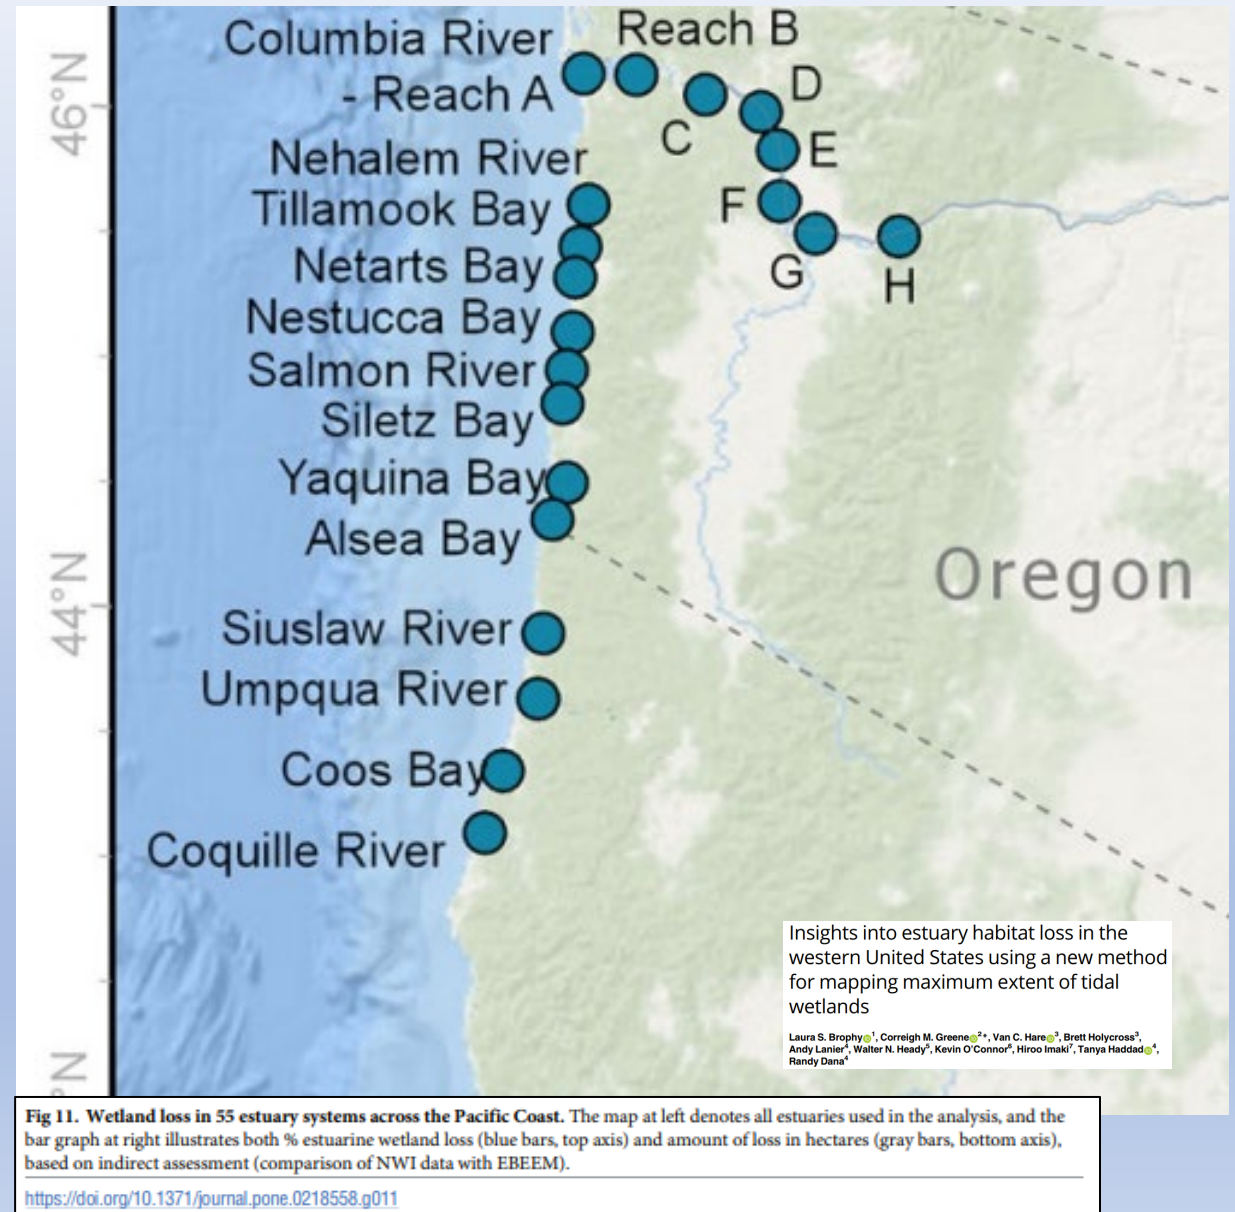 Columbia River
- Reach A
Reach B
C
D
E
F
G
H
46°N
Nehalem River
Tillamook Bay
Netarts Bay
Nestucca Bay
Salmon River
Siletz Bay
Yaquina Bay
Alsea Bay
44°N
Oregon
Siuslaw River
Umpqua River
Coos Bay
Coquille River
°N
Insights into estuary habitat loss in the
western United States using a new method
for mapping maximum extent of tidal
wetlands
Laura S. Brophy¹, Correigh M. Greene²*, Van C. Hare³, Brett Holycross³,
Andy Lanier⁴, Walter N. Heady⁵, Kevin O'Connor⁶, Hiroo Imaki⁷, Tanya Haddad⁴,
Randy Dana⁴
Fig 11. Wetland loss in 55 estuary systems across the Pacific Coast. The map at left denotes all estuaries used in the analysis, and the
bar graph at right illustrates both % estuarine wetland loss (blue bars, top axis) and amount of loss in hectares (gray bars, bottom axis),
based on indirect assessment (comparison of NWI data with EBEEM).
https://doi.org/10.1371/journal.pone.0218558.g011